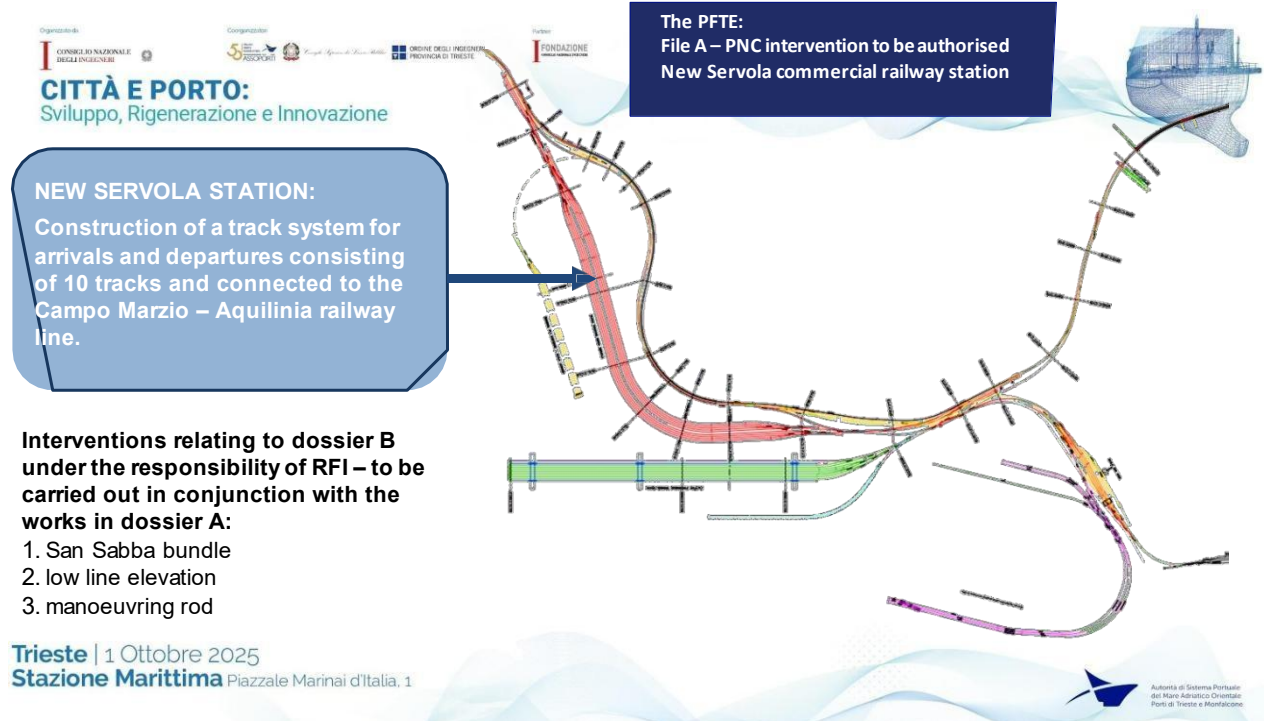 Organizzato da
CONSIGLIO NAZIONALE
DEGLI INGEGNERI
Coorganizzatori
ASSOPORTI
ORDINE DEGLI INGEGNERI
PROVINCIA DI TRIESTE
Partner
FONDAZIONE
CITTÀ E PORTO:
Sviluppo, Rigenerazione e Innovazione
The PFTE:
File A – PNC intervention to be authorised
New Servola commercial railway station
NEW SERVOLA STATION:
Construction of a track system for
arrivals and departures consisting
of 10 tracks and connected to the
Campo Marzio – Aquilinia railway
line.
Interventions relating to dossier B
under the responsibility of RFI – to be
carried out in conjunction with the
works in dossier A:
1. San Sabba bundle
2. low line elevation
3. manoeuvring rod
Trieste | 1 Ottobre 2025
Stazione Marittima Piazzale Marinai d'Italia, 1
Autorità di Sistema Portuale
del Mare Adriatico Orientale
Porti di Trieste e Monfalcone